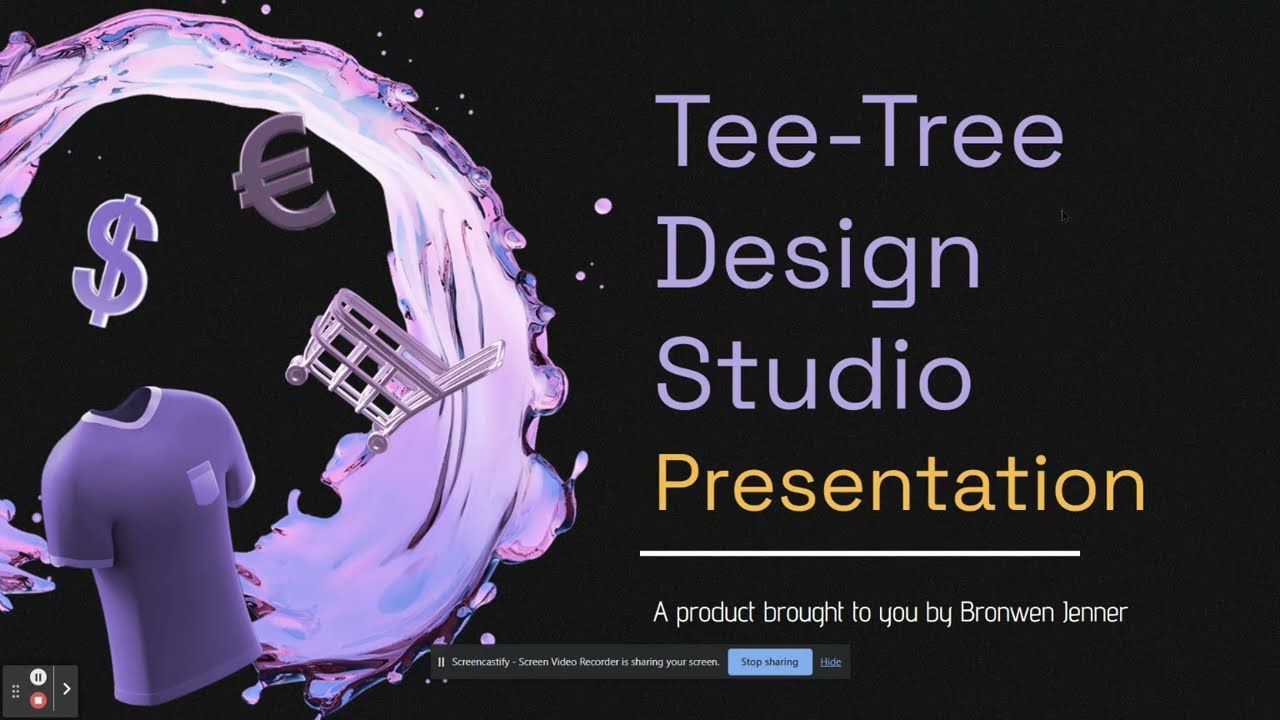 Tee-Tree
Design
Studio
Presentation
A product brought to you by Bronwen Jenner
Screencastify - Screen Video Recorder is sharing your screen. Stop sharing Hide
€
$